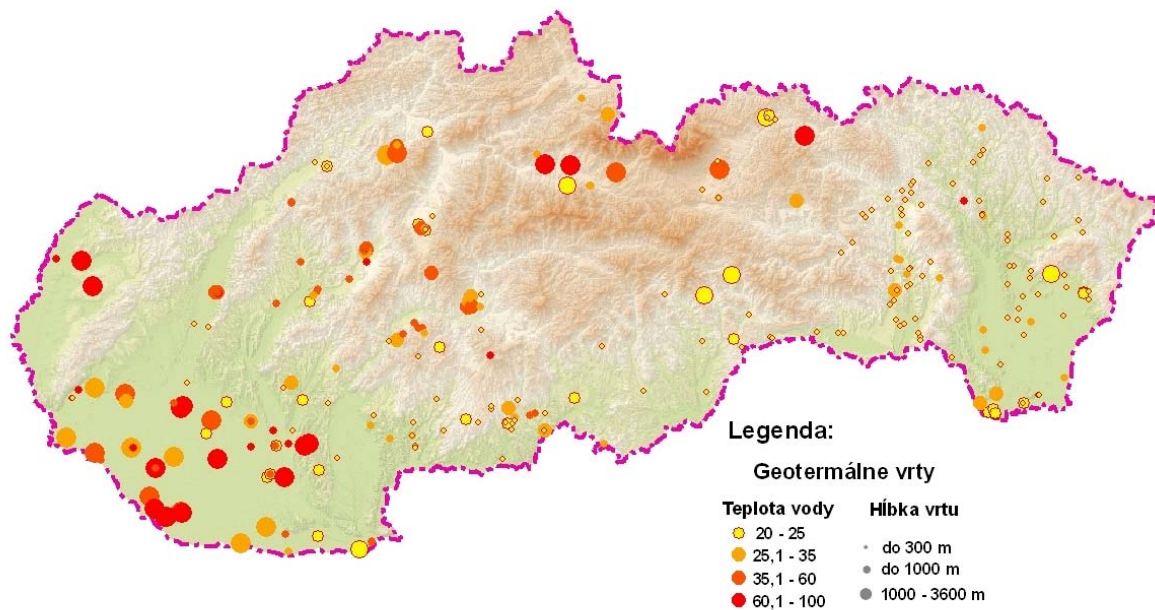 Legenda:
Geotermálne vrty
Teplota vody
20 - 25
25,1 - 35
35,1 - 60
60,1 - 100
Hĺbka vrtu
do 300 m
do 1000 m
1000 - 3600 m